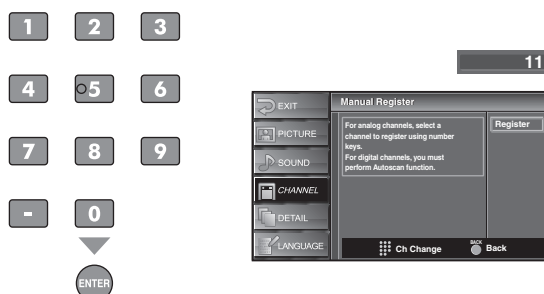 1 2 3
4 5 6
7 8 9
- 0
ENTER
11
EXIT
PICTURE
SOUND
CHANNEL
DETAIL
LANGUAGE
Manual Register
For analog channels, select a
channel to register using number
keys.
For digital channels, you must
perform Autoscan function.
Register
Ch Change
BACK
Back